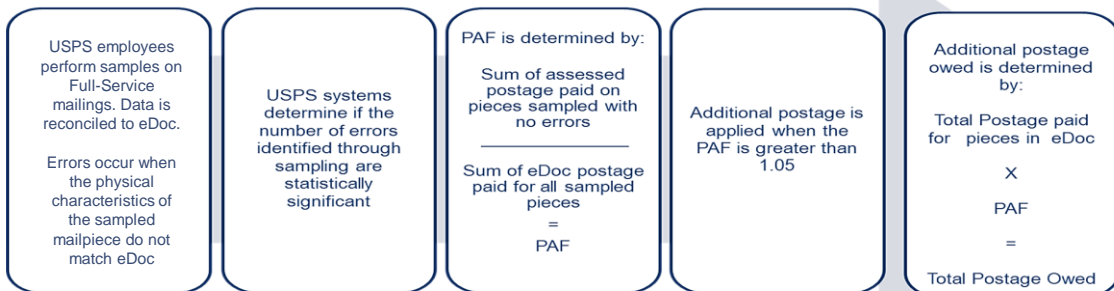 USPS employees
perform samples on
Full-Service
mailings. Data is
reconciled to eDoc.
Errors occur when
the physical
characteristics of
the sampled
mailpiece do not
match eDoc
USPS systems
determine if the
number of errors
identified through
sampling are
statistically
significant
PAF is determined by:
Sum of assessed
postage paid on
pieces sampled with
no errors
Sum of eDoc postage
paid for all sampled
pieces
=
PAF
Additional postage is
applied when the
PAF is greater than
1.05
Additional postage
owed is determined
by:
Total Postage paid
for pieces in eDoc
X
PAF
=
Total Postage Owed